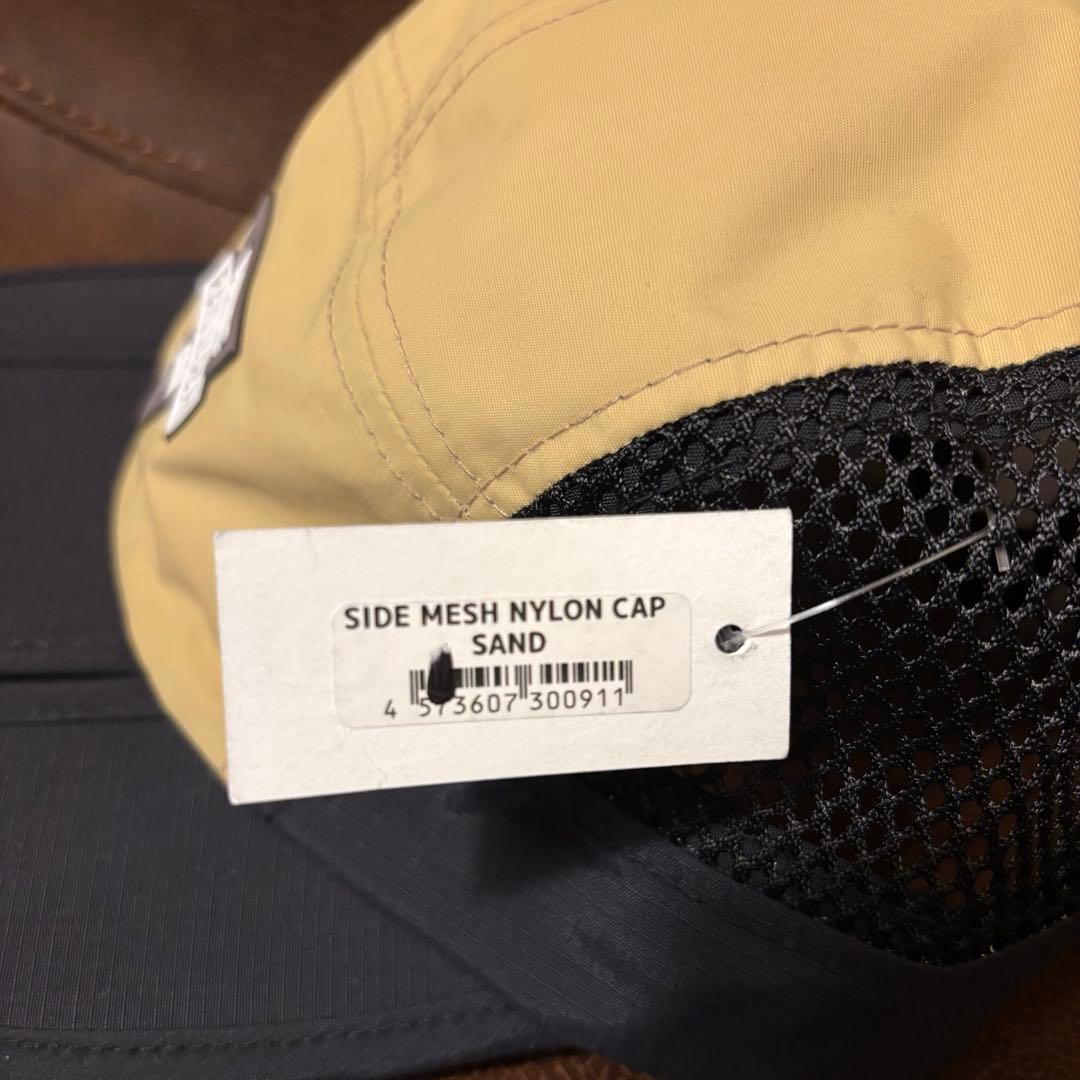 SIDE MESH NYLON CAP
SAND
4 573607 300911